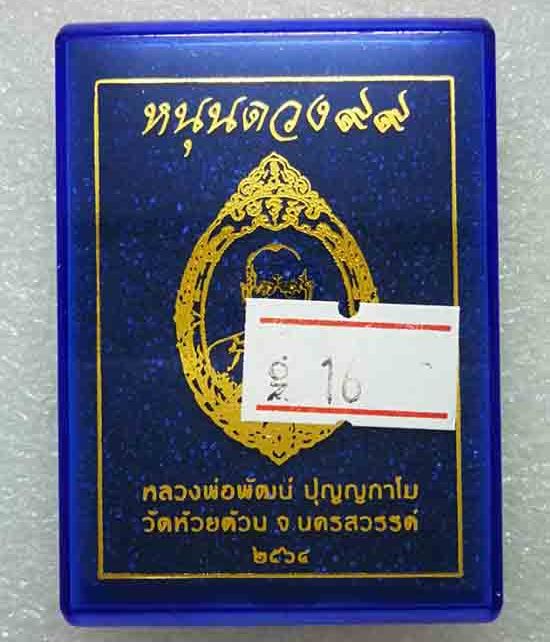 หนุนดวง๙๙
16
หลวงพ่อพัฒน์ ปุญญกาโม
วัดห้วยด้วน จ.นครสวรรค์
๒๕๖๔